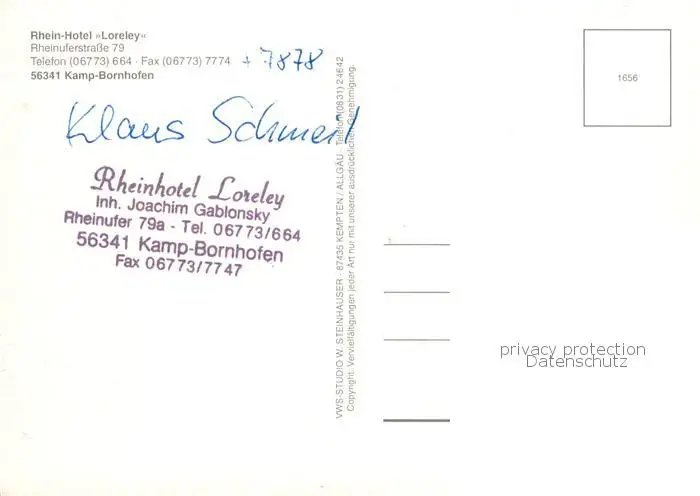 Rhein-Hotel »Loreley«
Rheinuferstraße 79
Telefon (06773) 664 · Fax (06773) 7774 + 7878
56341 Kamp-Bornhofen
Klaus
Rheinhotel Loreley
Inh. Joachim Gablonsky
Rheinufer 79a - Tel. 06773/664
56341 Kamp-Bornhofen
Fax 06773/7747
VWS-STUDIO W. STEINHAUSER · 87435 KEMPTEN / ALLGÄU · Telefon (0831) 24642
Copyright: Vervielfältigungen jeder Art nur mit unserer ausdrücklichen Genehmigung.
1656
privacy protection
Datenschutz